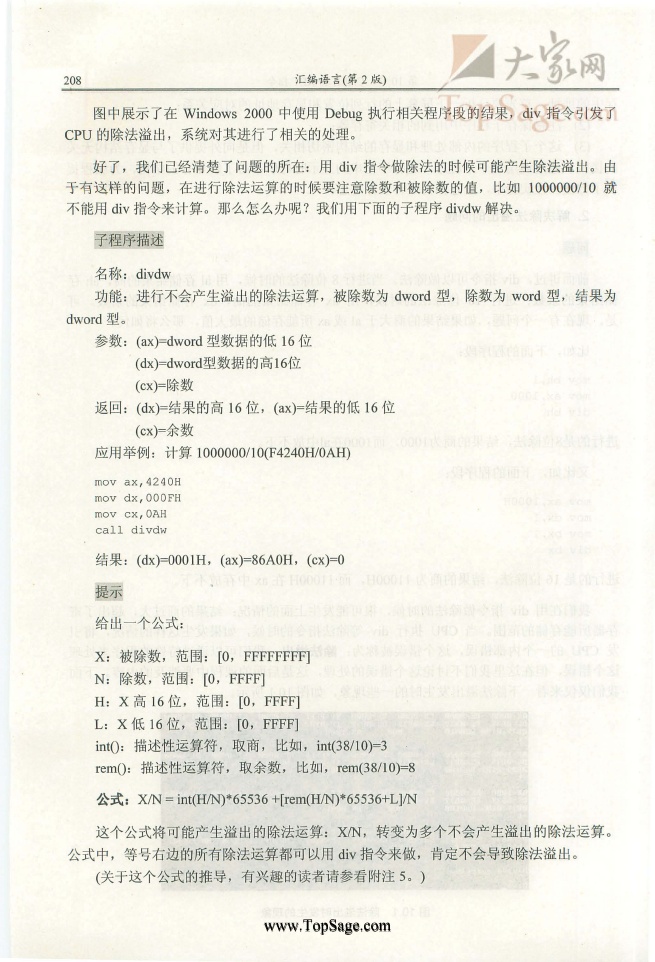 大家网
TopSage.com
208
汇编语言(第 2 版)
图中展示了在 Windows 2000 中使用 Debug 执行相关程序段的结果，div 指令引发了
CPU 的除法溢出，系统对其进行了相关的处理。
好了，我们已经清楚了问题的所在：用 div 指令做除法的时候可能产生除法溢出。由
于有这样的问题，在进行除法运算的时候要注意除数和被除数的值，比如 1000000/10 就
不能用 div 指令来计算。那么怎么办呢？我们用下面的子程序 divdw 解决。
子程序描述
名称：divdw
功能：进行不会产生溢出的除法运算，被除数为 dword 型，除数为 word 型，结果为
dword 型。
参数：(ax)=dword 型数据的低 16 位
(dx)=dword型数据的高16位
(cx)=除数
返回：(dx)=结果的高 16 位，(ax)=结果的低 16 位
(cx)=余数
应用举例：计算 1000000/10(F4240H/0AH)
mov ax,4240H
mov dx,000FH
mov cx,0AH
call divdw
结果：(dx)=0001H，(ax)=86A0H，(cx)=0
提示
给出一个公式：
X：被除数，范围：[0，FFFFFFFF]
N：除数，范围：[0，FFFF]
H：X 高 16 位，范围：[0，FFFF]
L：X 低 16 位，范围：[0，FFFF]
int()：描述性运算符，取商，比如，int(38/10)=3
rem()：描述性运算符，取余数，比如，rem(38/10)=8
公式：X/N = int(H/N)*65536 +[rem(H/N)*65536+L]/N
这个公式将可能产生溢出的除法运算：X/N，转变为多个不会产生溢出的除法运算。
公式中，等号右边的所有除法运算都可以用 div 指令来做，肯定不会导致除法溢出。
(关于这个公式的推导，有兴趣的读者请参看附注 5。)
www.TopSage.com